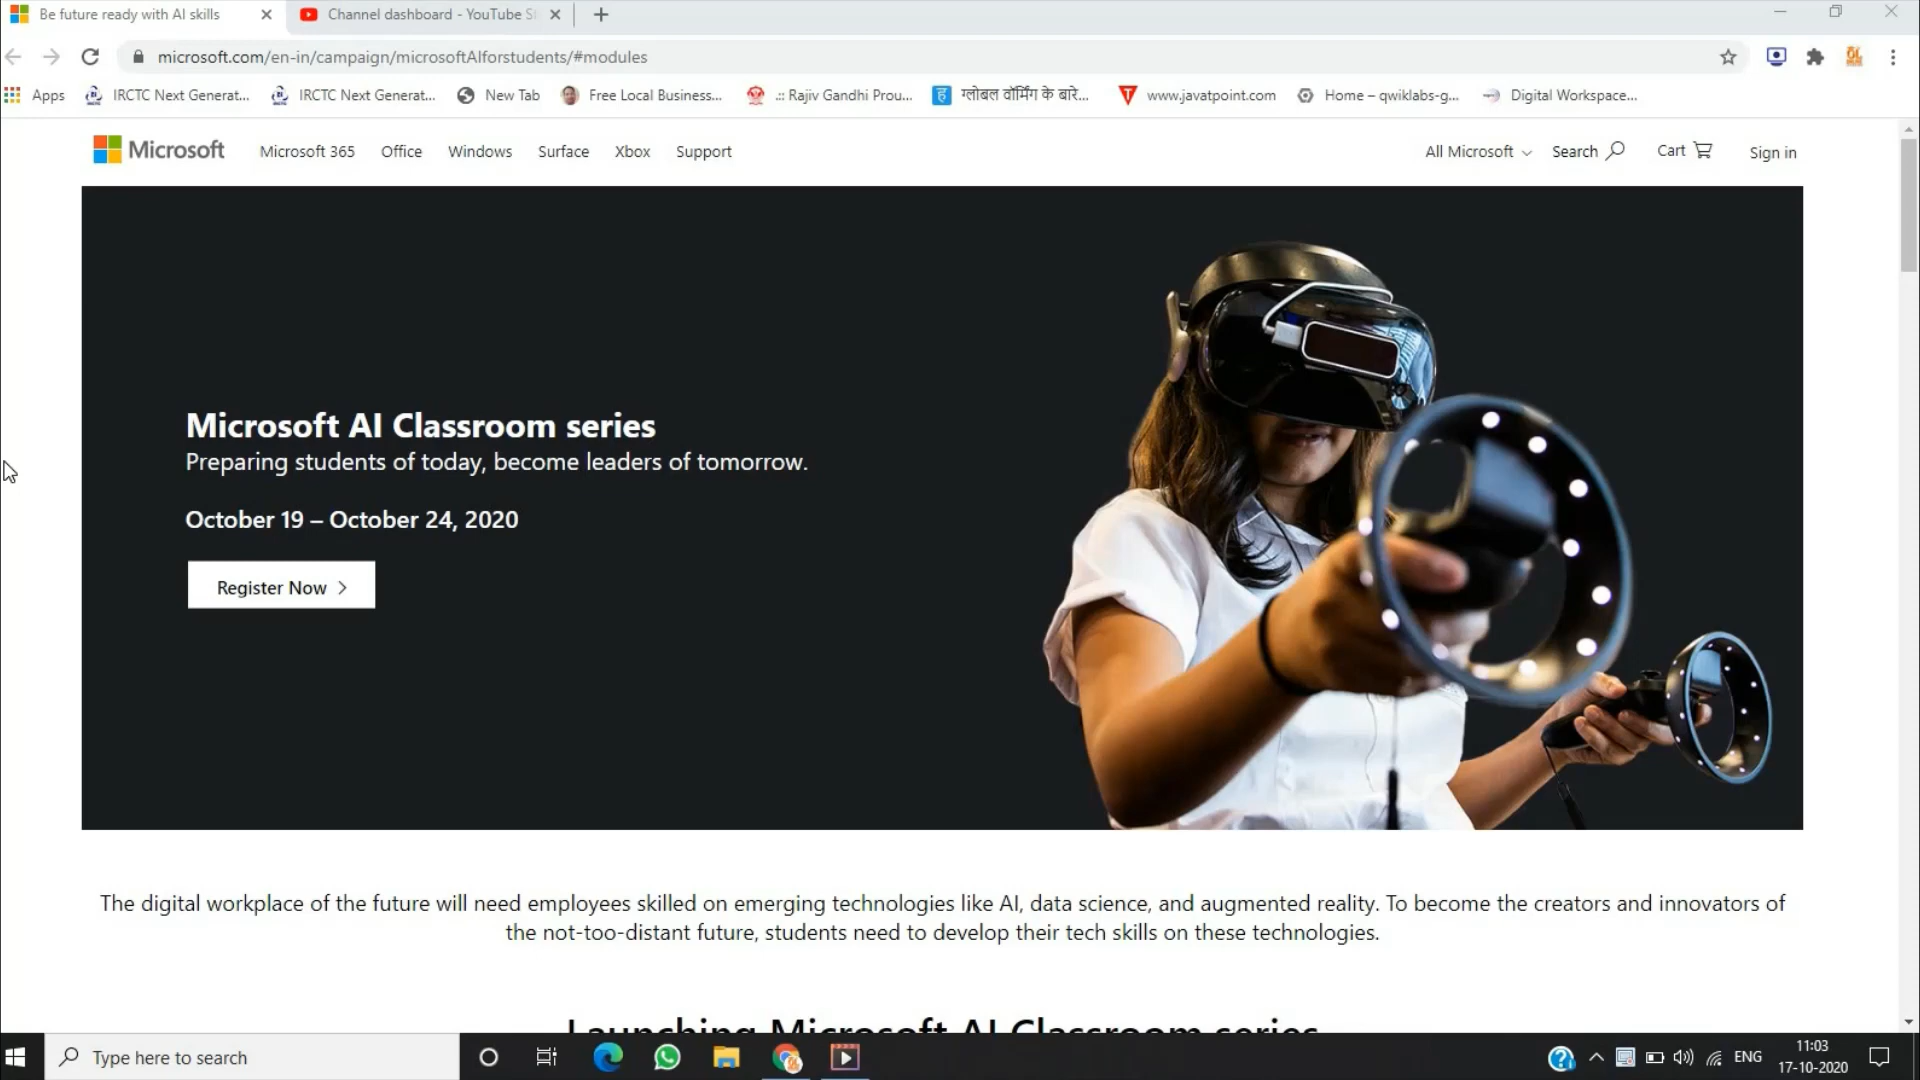 Be future ready with AI skills
Channel dashboard - YouTube S
microsoft.com/en-in/campaign/microsoftAIforstudents/#modules
Apps
IRCTC Next Generat...
IRCTC Next Generat...
New Tab
Free Local Business...
.:: Rajiv Gandhi Prou...
ग्लोबल वॉर्मिंग के बारे...
www.javatpoint.com
Home – qwiklabs-g...
Digital Workspace...
Microsoft
Microsoft 365
Office
Windows
Surface
Xbox
Support
All Microsoft
Search
Cart
Sign in
Microsoft AI Classroom series
Preparing students of today, become leaders of tomorrow.
October 19 – October 24, 2020
Register Now
The digital workplace of the future will need employees skilled on emerging technologies like AI, data science, and augmented reality. To become the creators and innovators of
the not-too-distant future, students need to develop their tech skills on these technologies.
Launching Microsoft AI Classroom series
Type here to search
ENG
11:03
17-10-2020